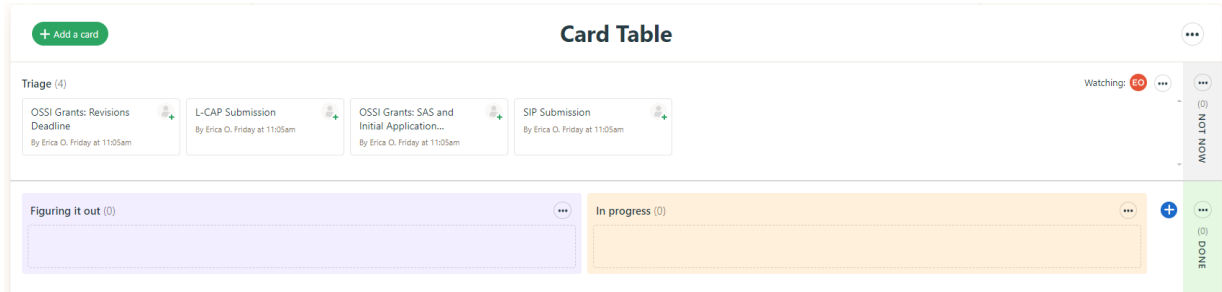 + Add a card
Card Table
Triage (4)
Watching: EO
OSSI Grants: Revisions
Deadline
By Erica O. Friday at 11:05am
L-CAP Submission
By Erica O. Friday at 11:05am
OSSI Grants: SAS and
Initial Application...
By Erica O. Friday at 11:05am
SIP Submission
By Erica O. Friday at 11:05am
(0) NOT NOW
Figuring it out (0)
In progress (0)
(0) DONE